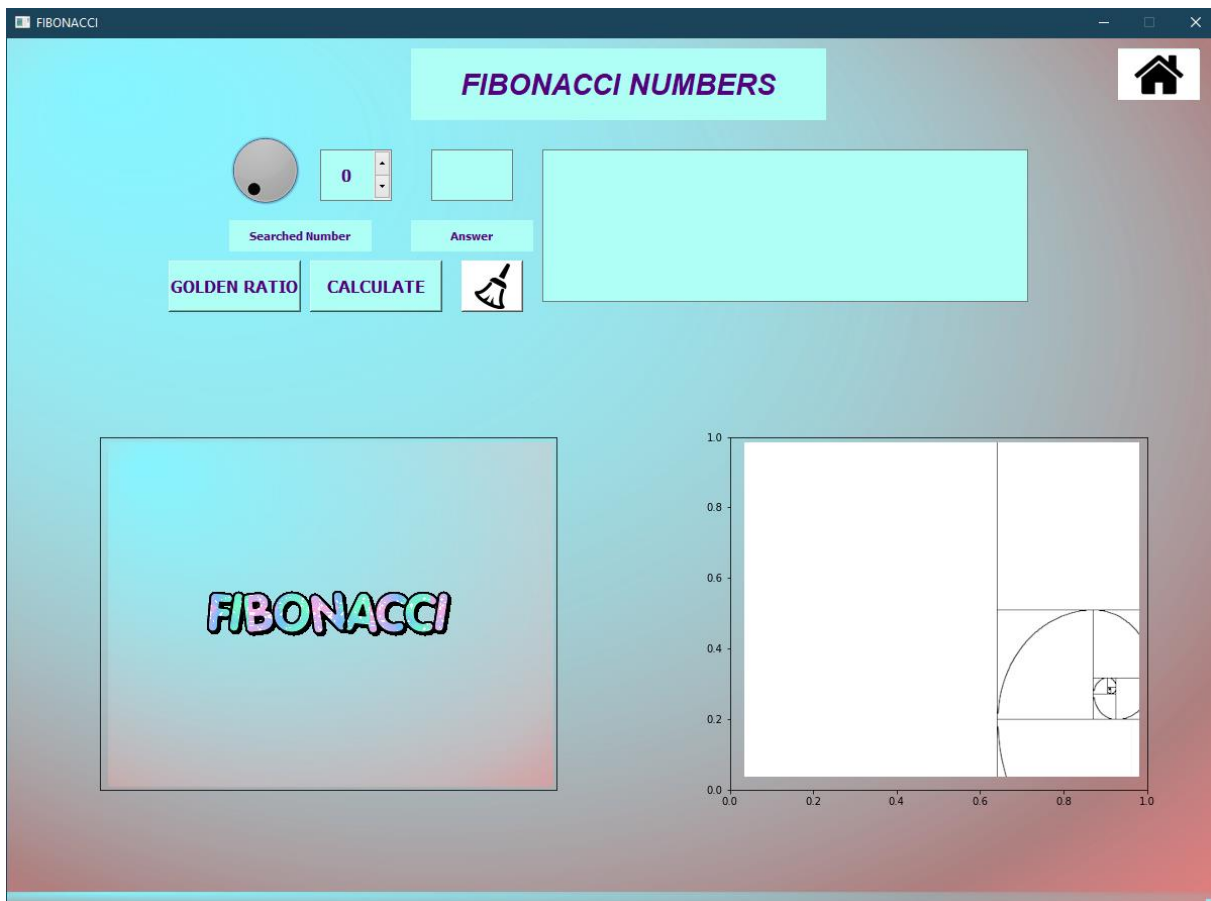 FIBONACCI
FIBONACCI NUMBERS
0
Searched Number
Answer
GOLDEN RATIO
CALCULATE
FIBONACCI
1.0
0.8
0.6
0.4
0.2
0.0
0.0 0.2 0.4 0.6 0.8 1.0